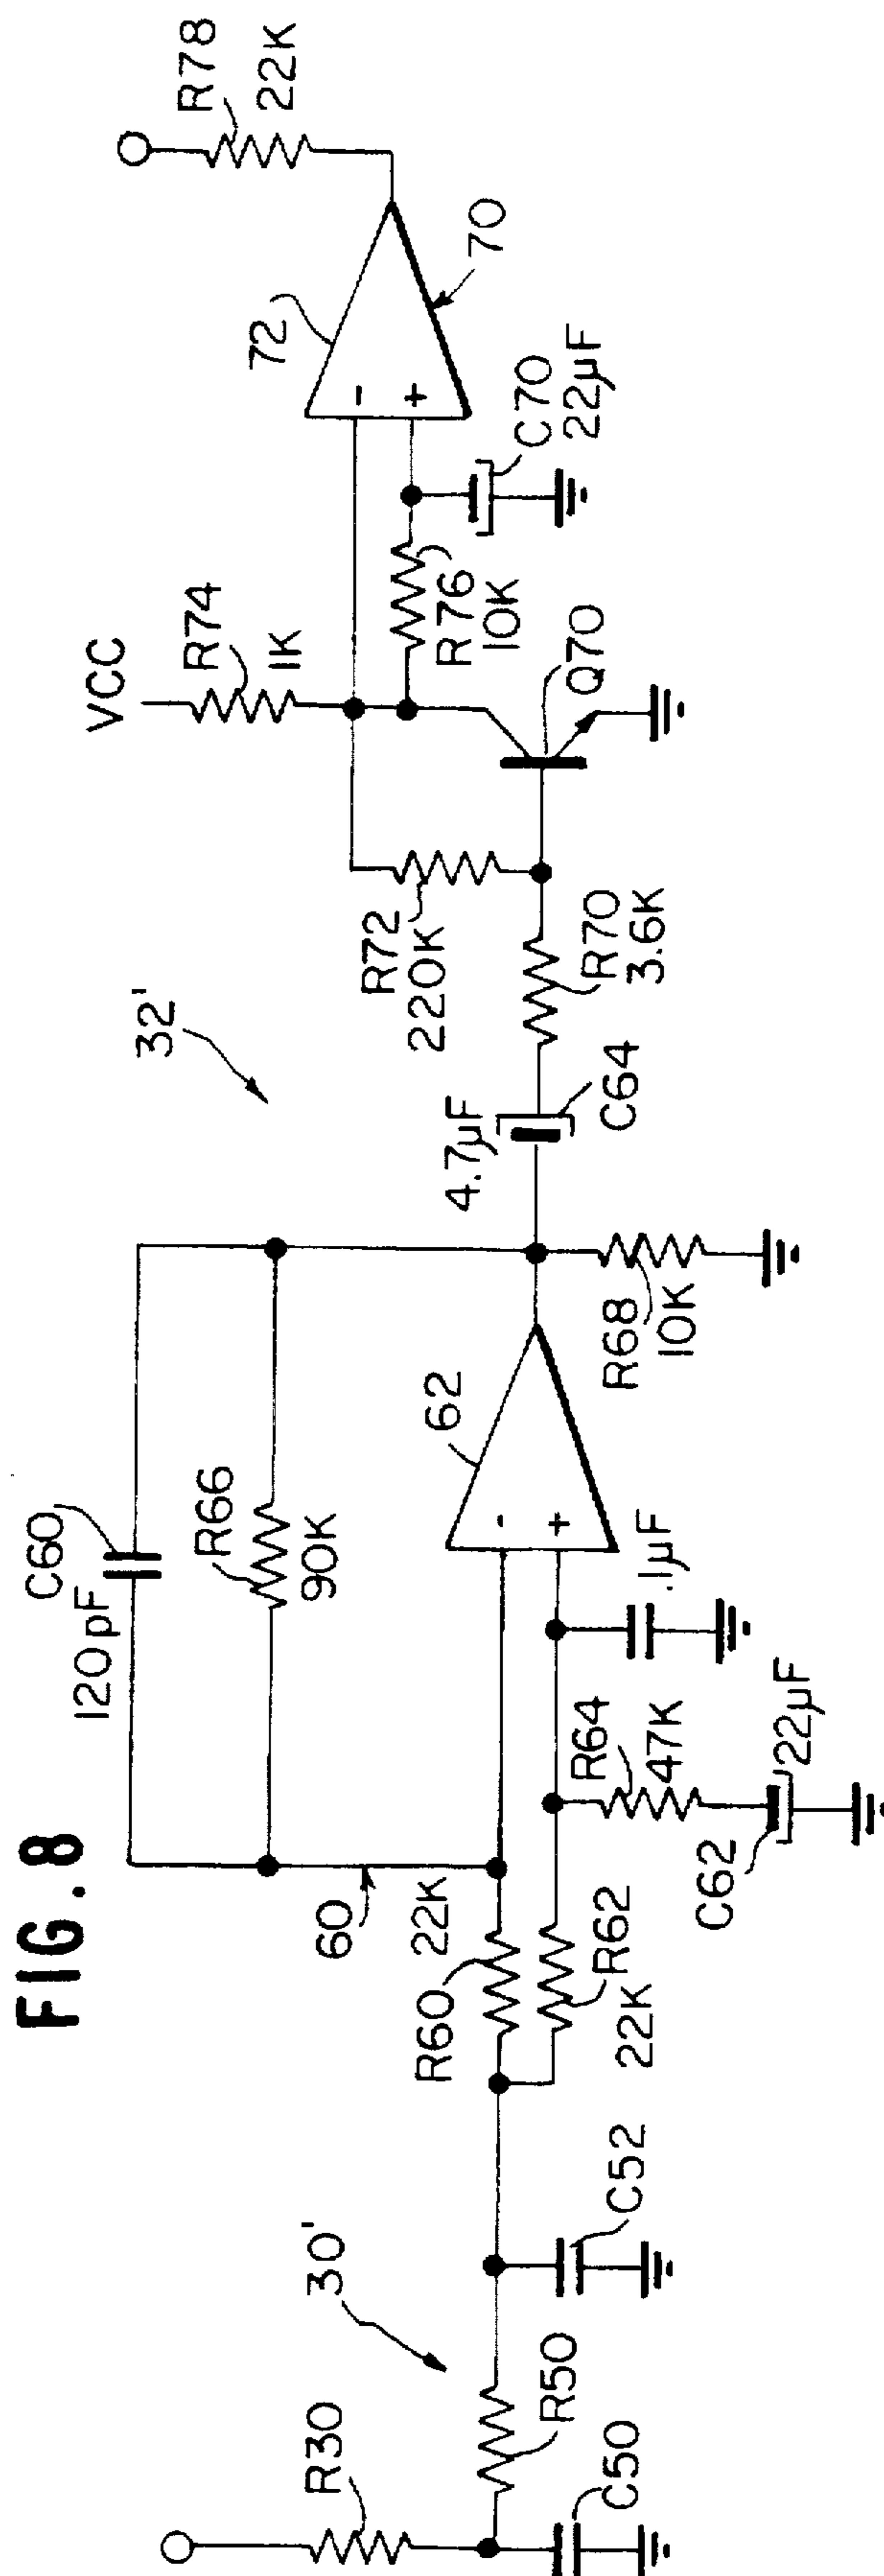 FIG. 8
30'
R30
C50
R50
C52
R60
22K
R62
22K
60
C60
120pF
R66
90K
R64
47K
C62
22µF
.1µF
-
+
62
R68
10K
32'
4.7µF
C64
R70
3.6K
R72
220K
VCC
R74
1K
Q70
R76
10K
C70
22µF
-
+
72
70
R78
22K